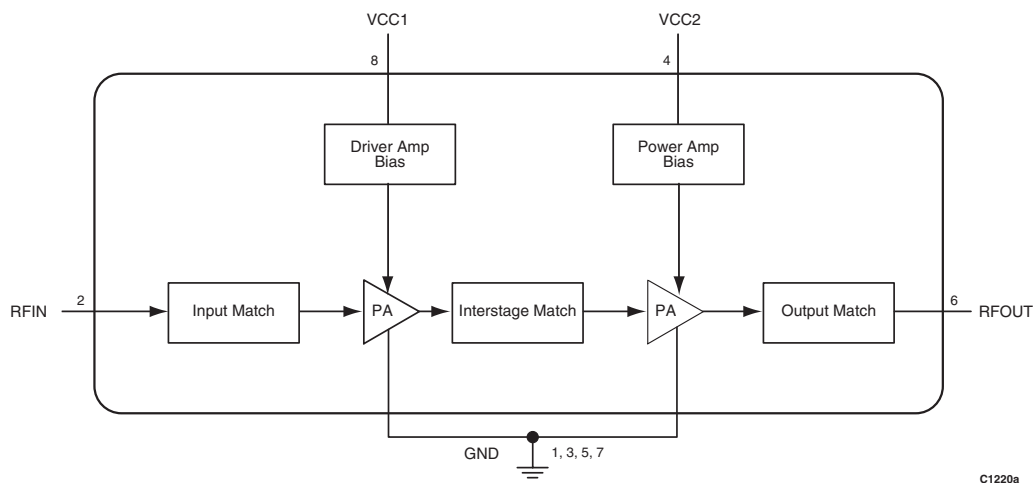 VCC1
VCC2
8
4
Driver Amp
Bias
Power Amp
Bias
RFIN
2
Input Match
PA
Interstage Match
PA
Output Match
6
RFOUT
GND
1, 3, 5, 7
C1220a